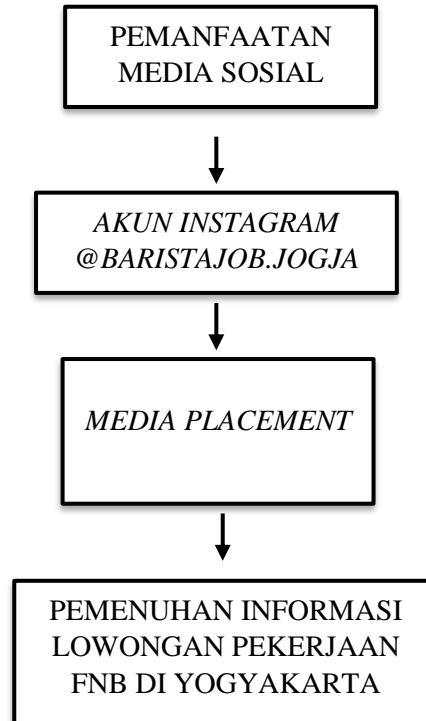 PEMANFAATAN
MEDIA SOSIAL
AKUN INSTAGRAM
@BARISTAJOB.JOGJA
MEDIA PLACEMENT
PEMENUHAN INFORMASI
LOWONGAN PEKERJAAN
FNB DI YOGYAKARTA